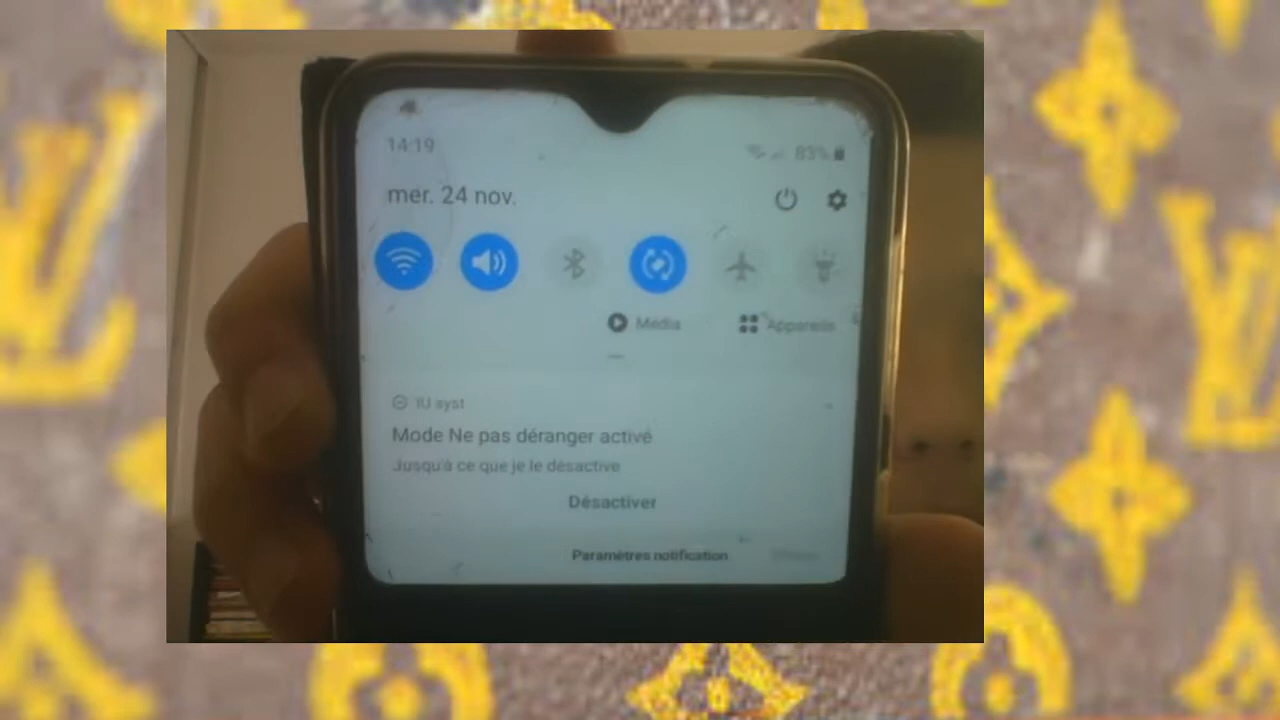 14:19
83%
mer. 24 nov.
Média
Appareils
IU syst
Mode Ne pas déranger activé
Jusqu'à ce que je le désactive
Désactiver
Paramètres notification